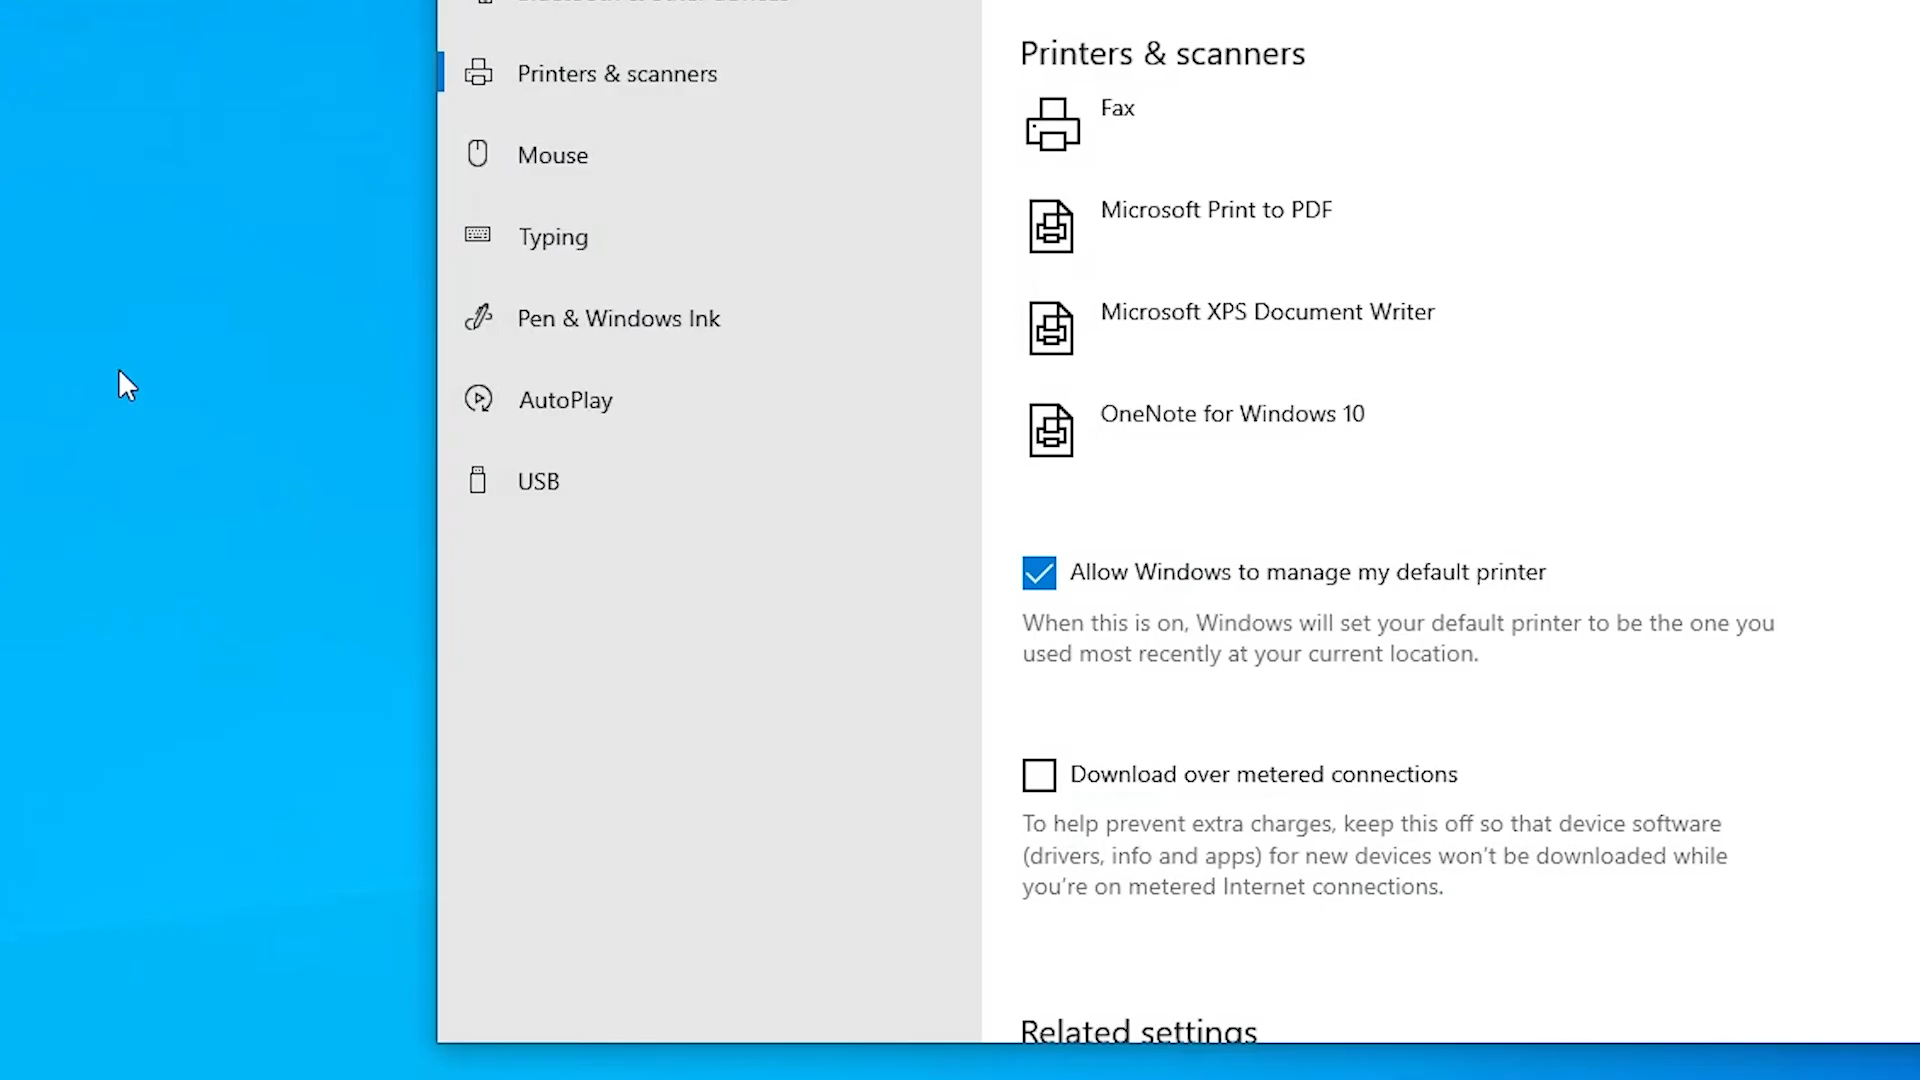 Printers & scanners
Mouse
Typing
Pen & Windows Ink
AutoPlay
USB
Printers & scanners
Fax
Microsoft Print to PDF
Microsoft XPS Document Writer
OneNote for Windows 10
Allow Windows to manage my default printer
When this is on, Windows will set your default printer to be the one you
used most recently at your current location.
Download over metered connections
To help prevent extra charges, keep this off so that device software
(drivers, info and apps) for new devices won't be downloaded while
you're on metered Internet connections.
Related settings